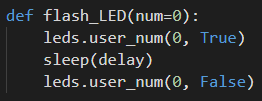 def flash_LED(num=0):
    leds.user_num(0, True)
    sleep(delay)
    leds.user_num(0, False)